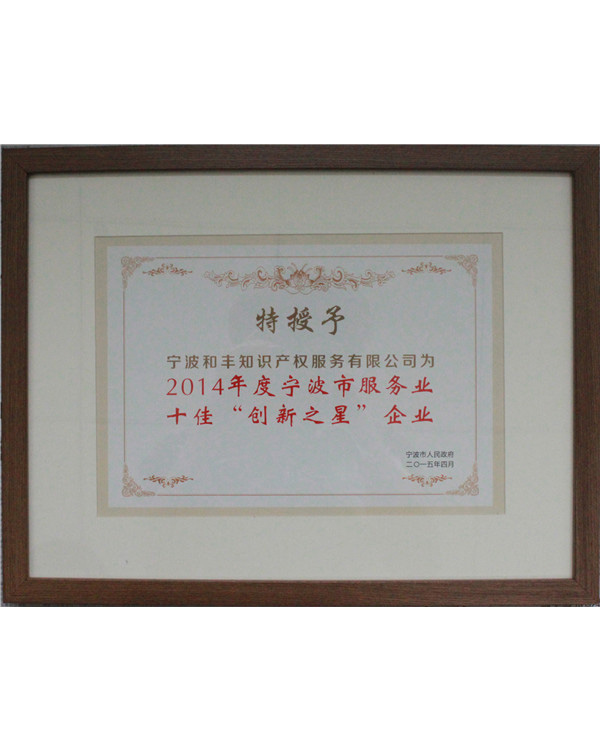 特授予
宁波和丰知识产权服务有限公司为
2014年度宁波市服务业
十佳“创新之星”企业
宁波市人民政府
二〇一五年四月